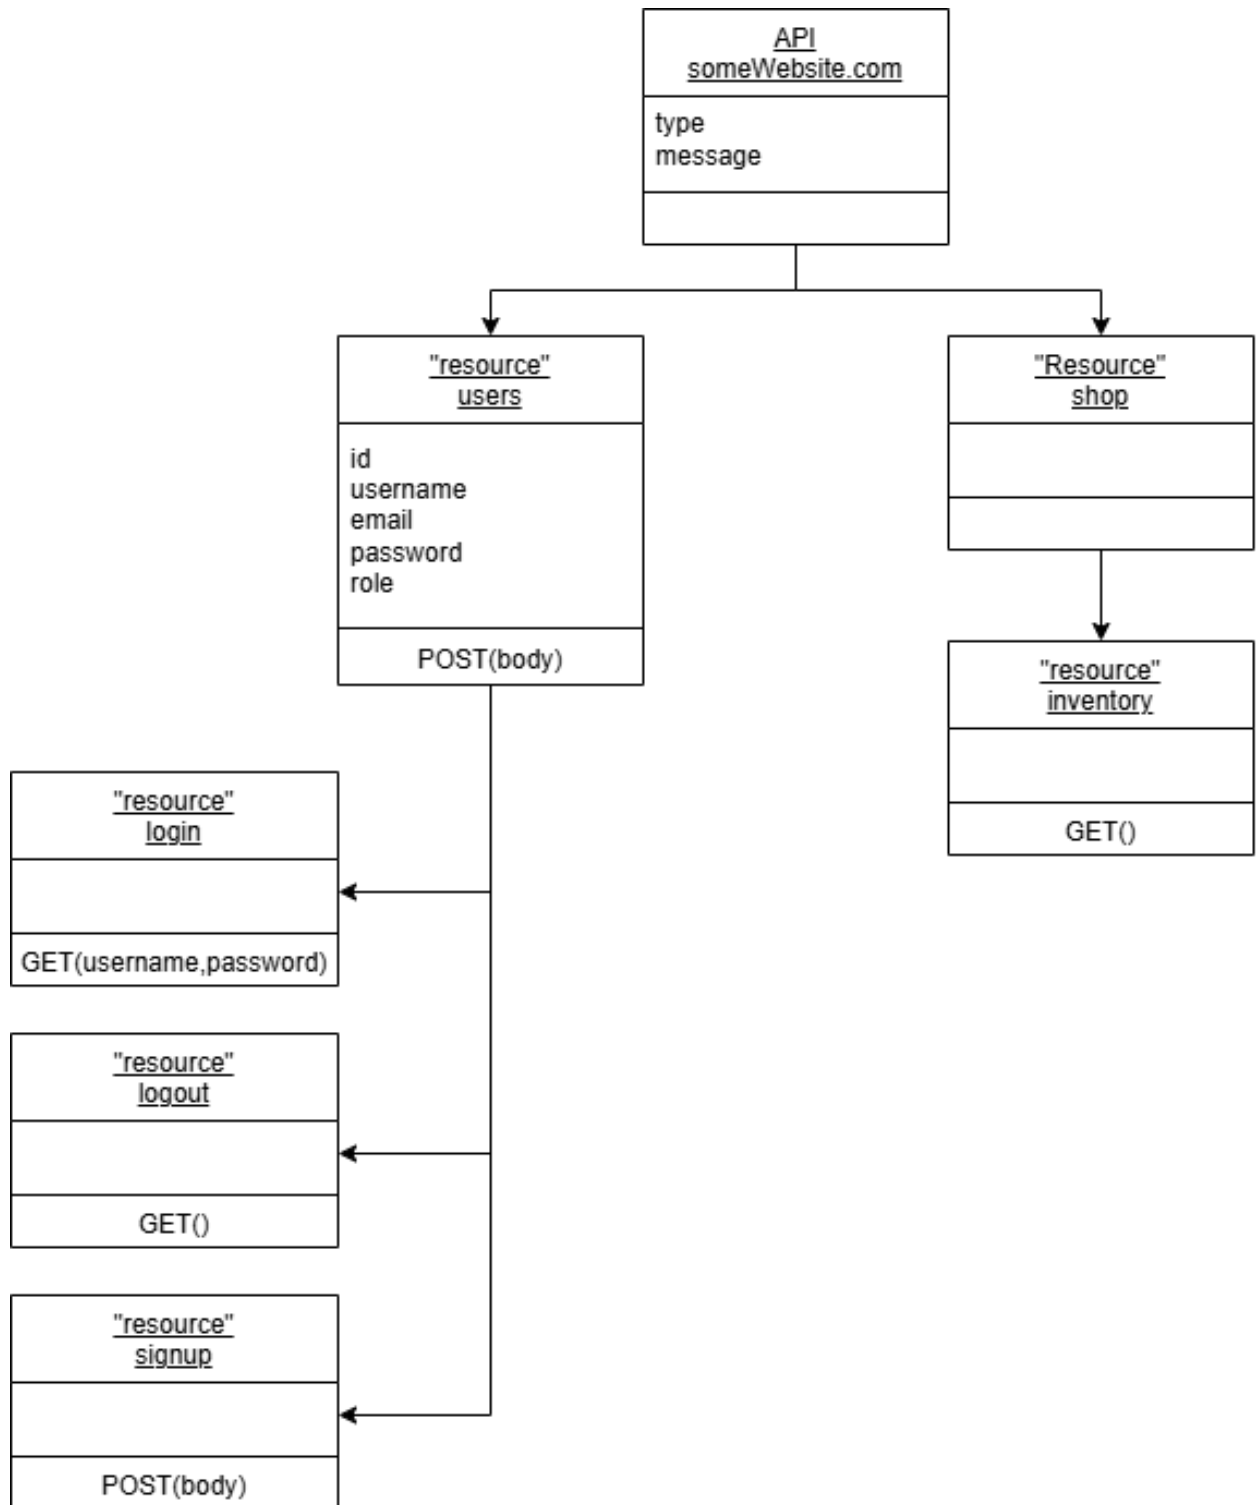 API
someWebsite.com
type
message
"resource"
users
id
username
email
password
role
POST(body)
"Resource"
shop
"resource"
inventory
GET()
"resource"
login
GET(username,password)
"resource"
logout
GET()
"resource"
signup
POST(body)